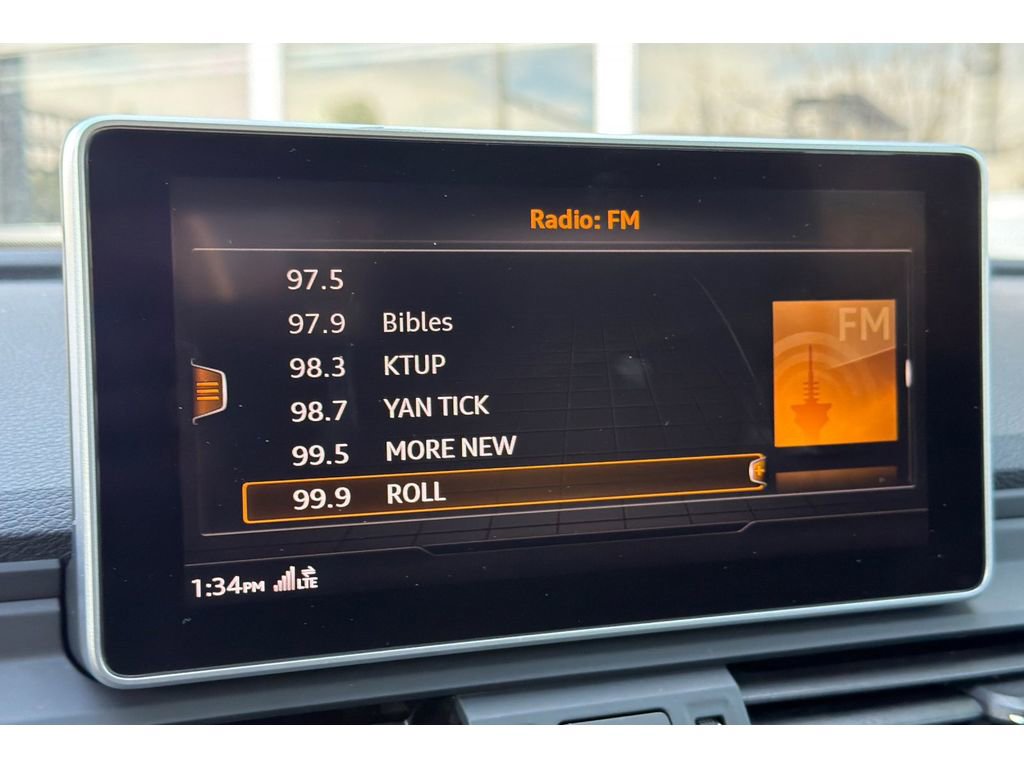 Radio: FM
97.5
97.9 Bibles
FM
98.3 KTUP
98.7 YAN TICK
99.5 MORE NEW
99.9 ROLL
1:34PM LTE